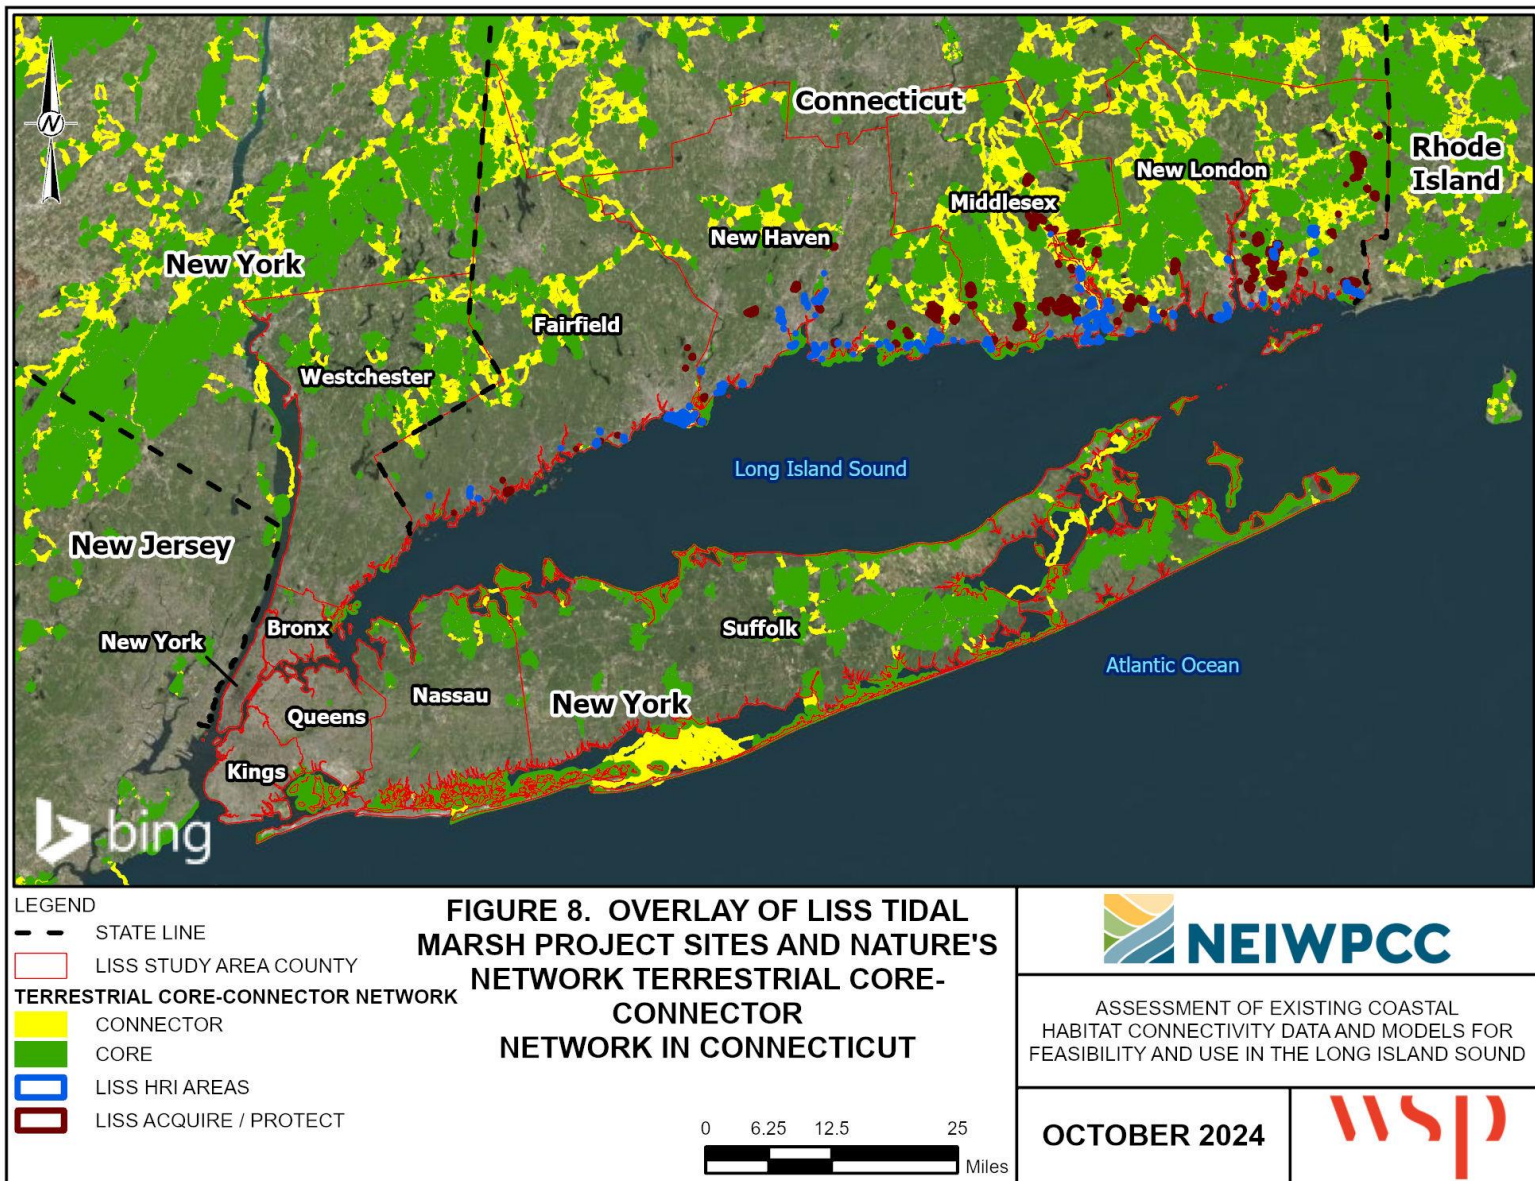 N
Connecticut
Rhode
Island
New London
Middlesex
New Haven
New York
Fairfield
Westchester
Long Island Sound
New Jersey
Bronx
New York
Suffolk
Atlantic Ocean
Nassau
New York
Queens
Kings
bing
LEGEND
STATE LINE
LISS STUDY AREA COUNTY
TERRESTRIAL CORE-CONNECTOR NETWORK
CONNECTOR
CORE
LISS HRI AREAS
LISS ACQUIRE / PROTECT
FIGURE 8. OVERLAY OF LISS TIDAL
MARSH PROJECT SITES AND NATURE'S
NETWORK TERRESTRIAL CORE-
CONNECTOR
NETWORK IN CONNECTICUT
0 6.25 12.5 25
Miles
NEIWPCC
ASSESSMENT OF EXISTING COASTAL
HABITAT CONNECTIVITY DATA AND MODELS FOR
FEASIBILITY AND USE IN THE LONG ISLAND SOUND
OCTOBER 2024
wsp